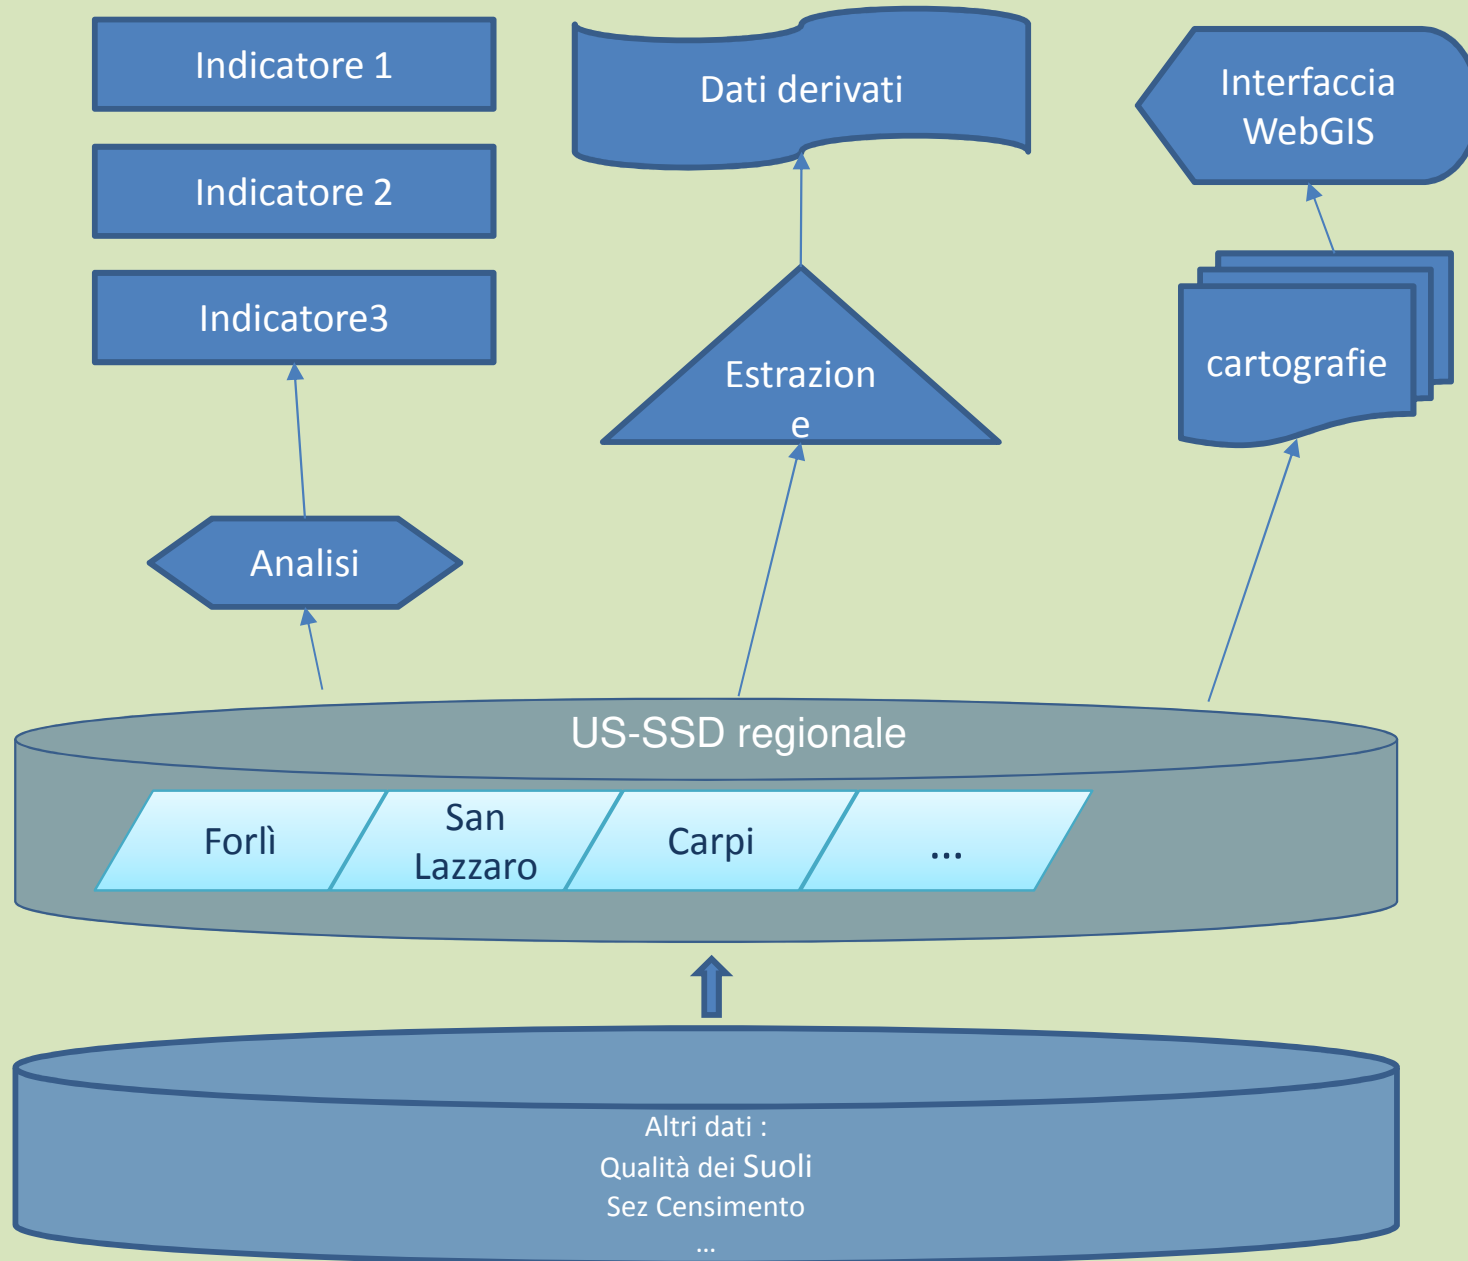 Indicatore 1
Indicatore 2
Indicatore3
Analisi
Dati derivati
Estrazion
e
Interfaccia
WebGIS
cartografie
US-SSD regionale
Forlì
San
Lazzaro
Carpi
...
Altri dati :
Qualità dei Suoli
Sez Censimento
...